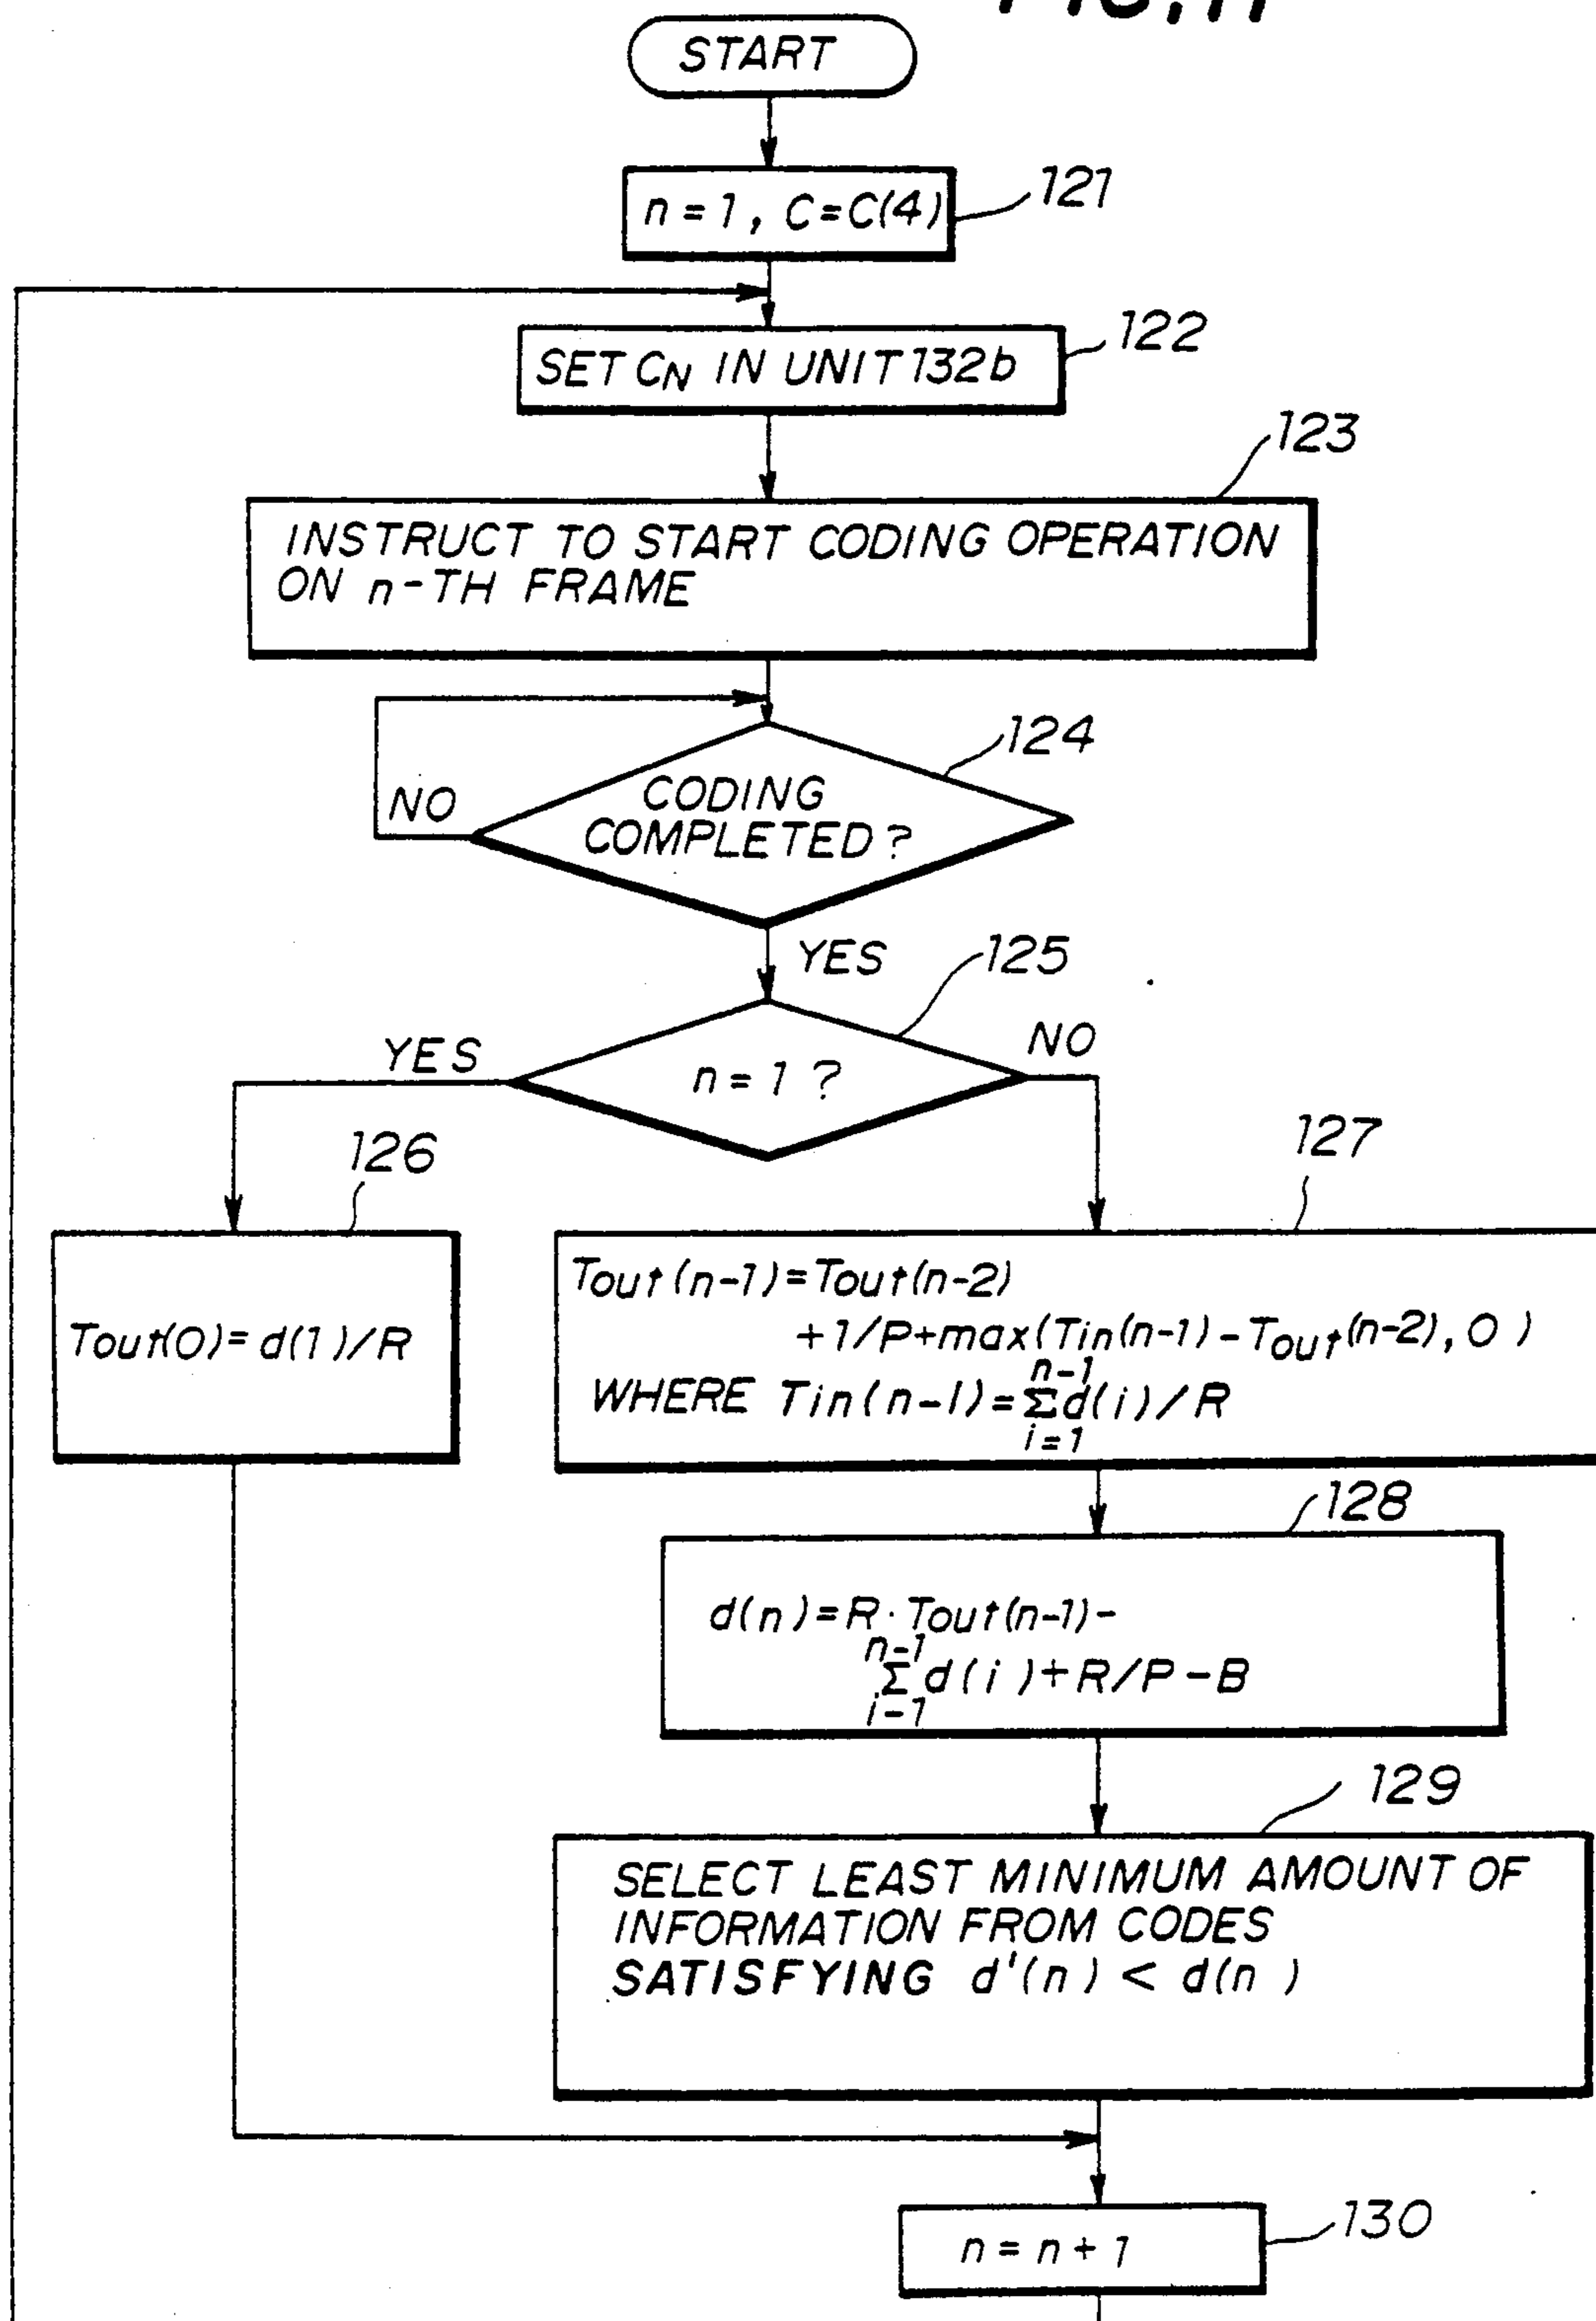 START
n = 1, C = C(4)
121
SET CN IN UNIT 132b
122
123
INSTRUCT TO START CODING OPERATION
ON n-TH FRAME
124
NO
CODING
COMPLETED?
YES
125
YES
NO
n = 1 ?
126
127
Tout(0) = d(1)/R
Tout(n-1) = Tout(n-2)
+1/P+max(Tin(n-1) - Tout(n-2), 0 )
n-1
WHERE Tin(n-1) = Σ d(i)/R
i=1
128
d(n) = R · Tout(n-1) -
n-1
Σ d(i) + R/P - B
i-1
129
SELECT LEAST MINIMUM AMOUNT OF
INFORMATION FROM CODES
SATISFYING d'(n) < d(n )
130
n = n + 1